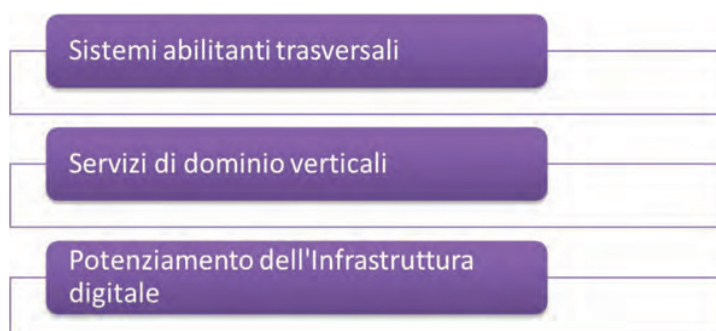 Sistemi abilitanti trasversali
Servizi di dominio verticali
Potenziamento dell'Infrastruttura
digitale